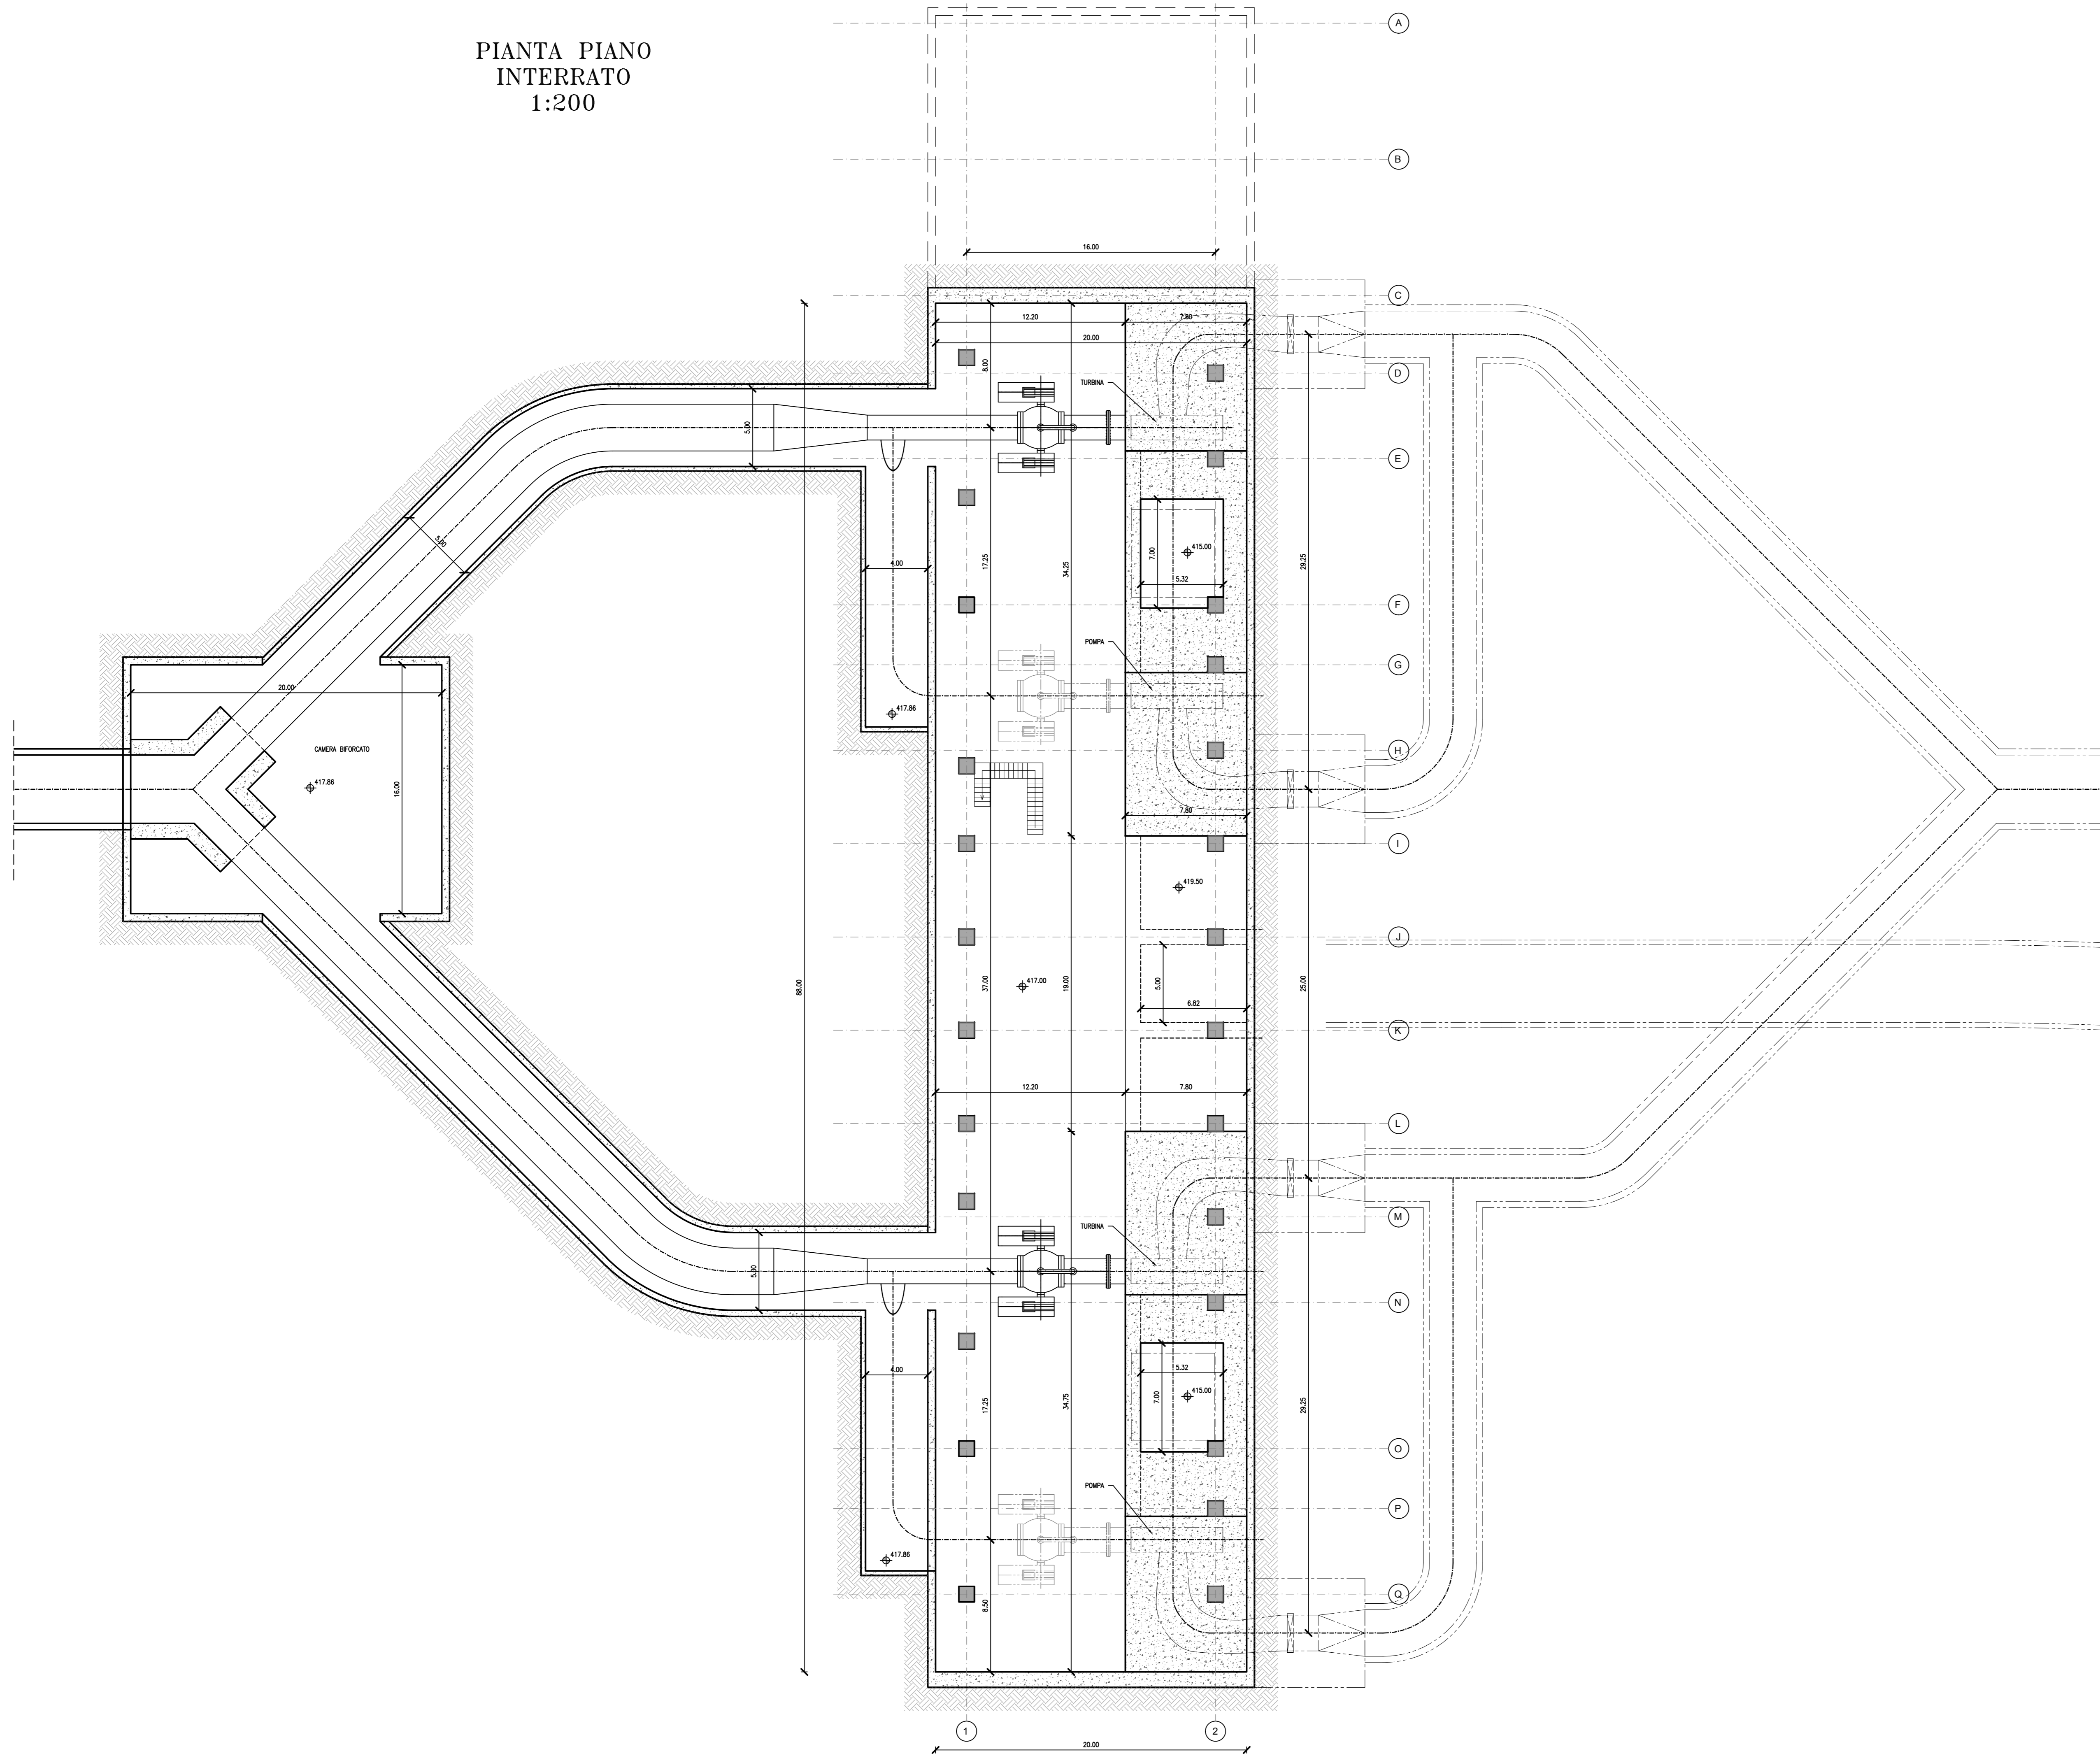 PIANTA PIANO
INTERRATO
1:200
A
B
16.00
C
12.20
7.80
20.00
8.00
D
TURBINA
5.00
E
5.00
4.00
17.25
34.25
7.00
415.00
5.32
29.25
F
POMPA
G
20.00
417.86
CAMERA BIFORCATO
417.86
16.00
H
7.80
I
419.50
J
88.00
37.00
417.00
19.00
5.00
6.82
25.00
K
12.20
7.80
L
M
TURBINA
5.00
N
4.00
17.25
34.75
5.32
7.00
415.00
29.25
O
POMPA
P
417.86
8.50
Q
1
2
20.00